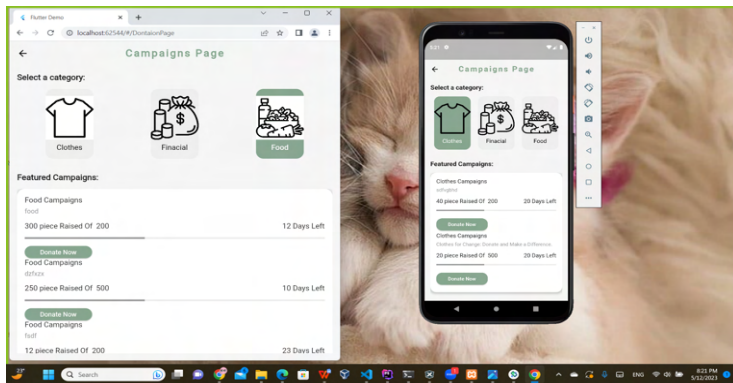 Flutter Demo
localhost:62544/#/DontaionPage
Campaigns Page
Select a category:
Clothes
Finacial
$
Food
Featured Campaigns:
Food Campaigns
food
300 piece Raised Of 200
12 Days Left
Donate Now
Food Campaigns
dzfxzx
250 piece Raised Of 500
10 Days Left
Donate Now
Food Campaigns
fxdf
12 piece Raised Of 200
23 Days Left
8:21
Campaigns Page
Select a category:
Clothes
Finacial
$
Food
Featured Campaigns:
Clothes Campaigns
40 piece Raised Of 200
20 Days Left
Donate Now
Clothes Campaigns
Clothes for Change: Donate and Make a Difference
20 piece Raised Of 500
20 Days Left
Donate Now
23°
Search
ENG
8:21 PM
5/12/2023